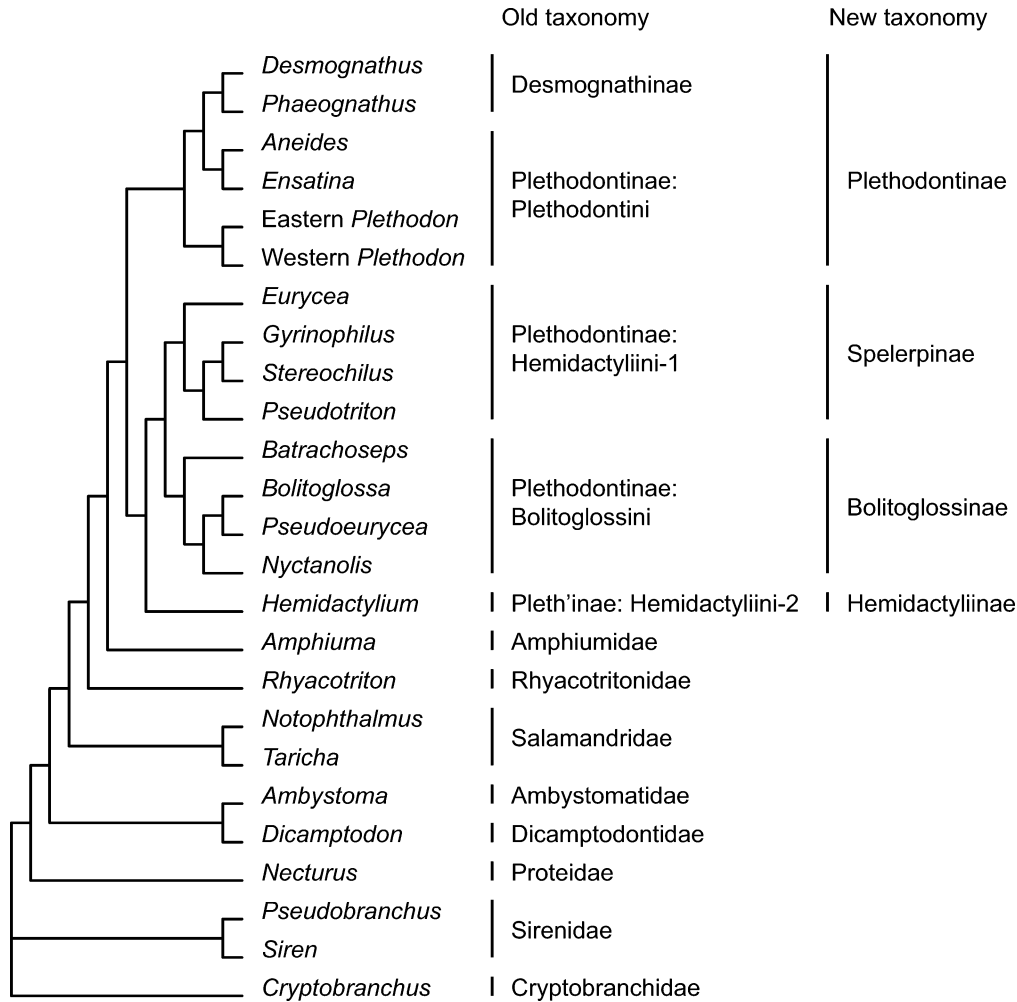 Old taxonomy
New taxonomy
Desmognathus
Phaeognathus
Aneides
Ensatina
Eastern Plethodon
Western Plethodon
Eurycea
Gyrinophilus
Stereochilus
Pseudotriton
Batrachoseps
Bolitoglossa
Pseudoeurycea
Nyctanolis
Hemidactylium
Amphiuma
Rhyacotriton
Notophthalmus
Taricha
Ambystoma
Dicamptodon
Necturus
Pseudobranchus
Siren
Cryptobranchus
Desmognathinae
Plethodontinae:
Plethodontini
Plethodontinae:
Hemidactyliini-1
Plethodontinae:
Bolitoglossini
Pleth’inae: Hemidactyliini-2
Amphiumidae
Rhyacotritonidae
Salamandridae
Ambystomatidae
Dicamptodontidae
Proteidae
Sirenidae
Cryptobranchidae
Plethodontinae
Spelerpinae
Bolitoglossinae
Hemidactyliinae